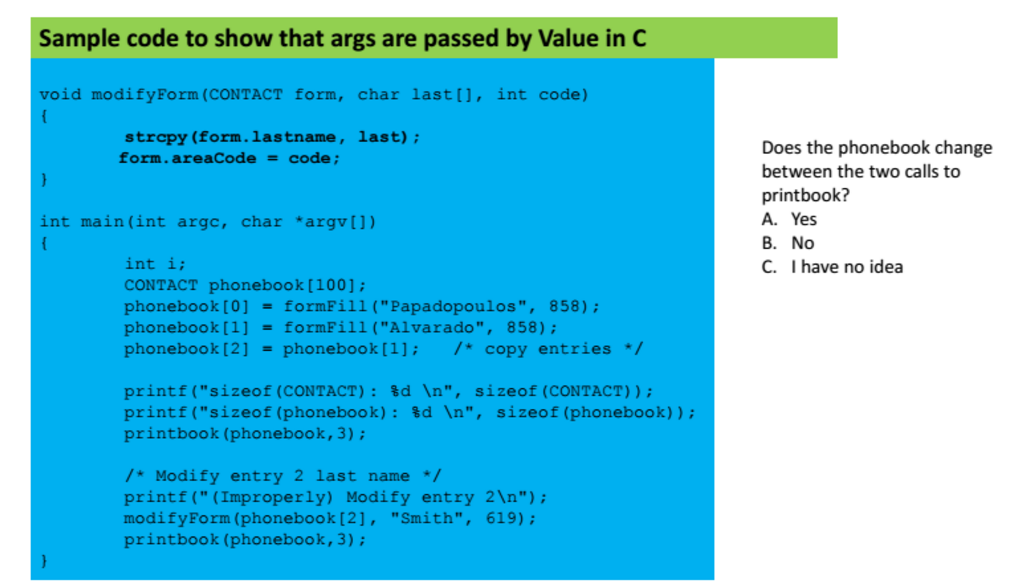 Sample code to show that args are passed by Value in C
void modifyForm(CONTACT form, char last[], int code)
{
strcpy(form.lastname, last);
form.areaCode = code;
}
int main(int argc, char *argv[])
{
int i;
CONTACT phonebook[100];
phonebook[0] = formFill("Papadopoulos", 858);
phonebook[1] = formFill("Alvarado", 858);
phonebook[2] = phonebook[1]; /* copy entries */
printf("sizeof(CONTACT): %d \n", sizeof(CONTACT));
printf("sizeof(phonebook): %d \n", sizeof(phonebook));
printbook(phonebook,3);
/* Modify entry 2 last name */
printf("(Improperly) Modify entry 2\n");
modifyForm(phonebook[2], "Smith", 619);
printbook(phonebook,3);
}
Does the phonebook change
between the two calls to
printbook?
A. Yes
B. No
C. I have no idea